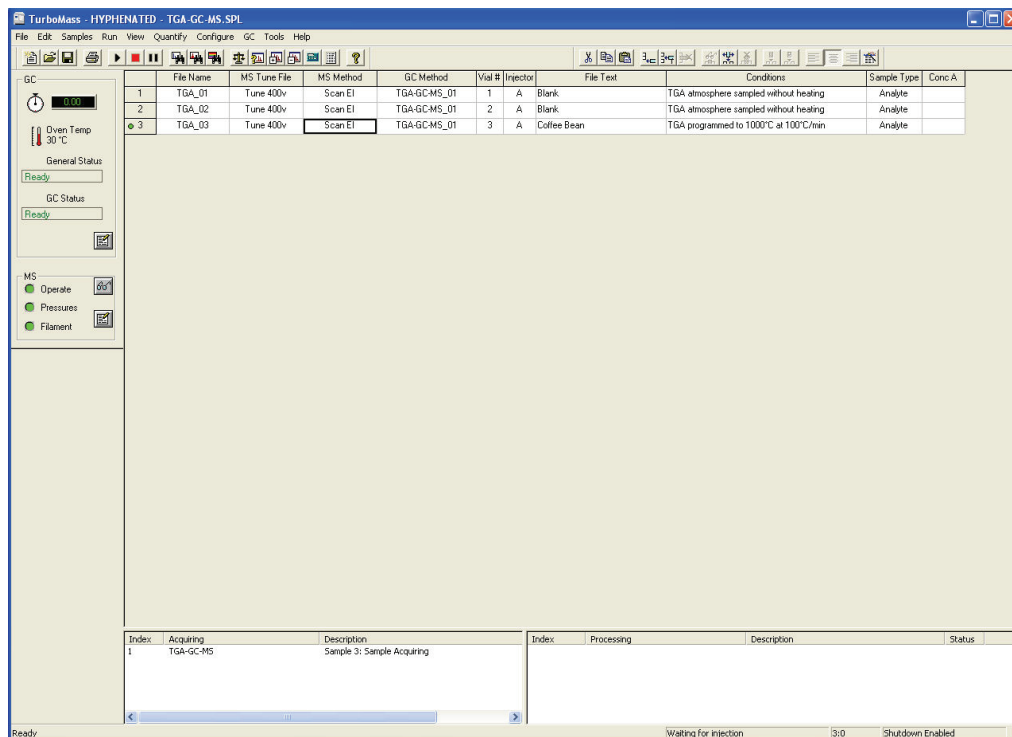 TurboMass - HYPHENATED - TGA-GC-MS.SPL
File Edit Samples Run View Quantify Configure GC Tools Help
GC
0.00
Oven Temp
30 °C
General Status
Ready
GC Status
Ready
MS
Operate
Pressures
Filament
File Name MS Tune File MS Method GC Method Vial # Injector File Text Conditions Sample Type Conc A
1 TGA_01 Tune 400v Scan EI TGA-GC-MS_01 1 A Blank TGA atmosphere sampled without heating Analyte
2 TGA_02 Tune 400v Scan EI TGA-GC-MS_01 2 A Blank TGA atmosphere sampled without heating Analyte
3 TGA_03 Tune 400v Scan EI TGA-GC-MS_01 3 A Coffee Bean TGA programmed to 1000°C at 100°C/min Analyte
Index Acquiring Description
1 TGA-GC-MS Sample 3: Sample Acquiring
Index Processing Description Status
Ready Waiting for injection 3:0 Shutdown Enabled